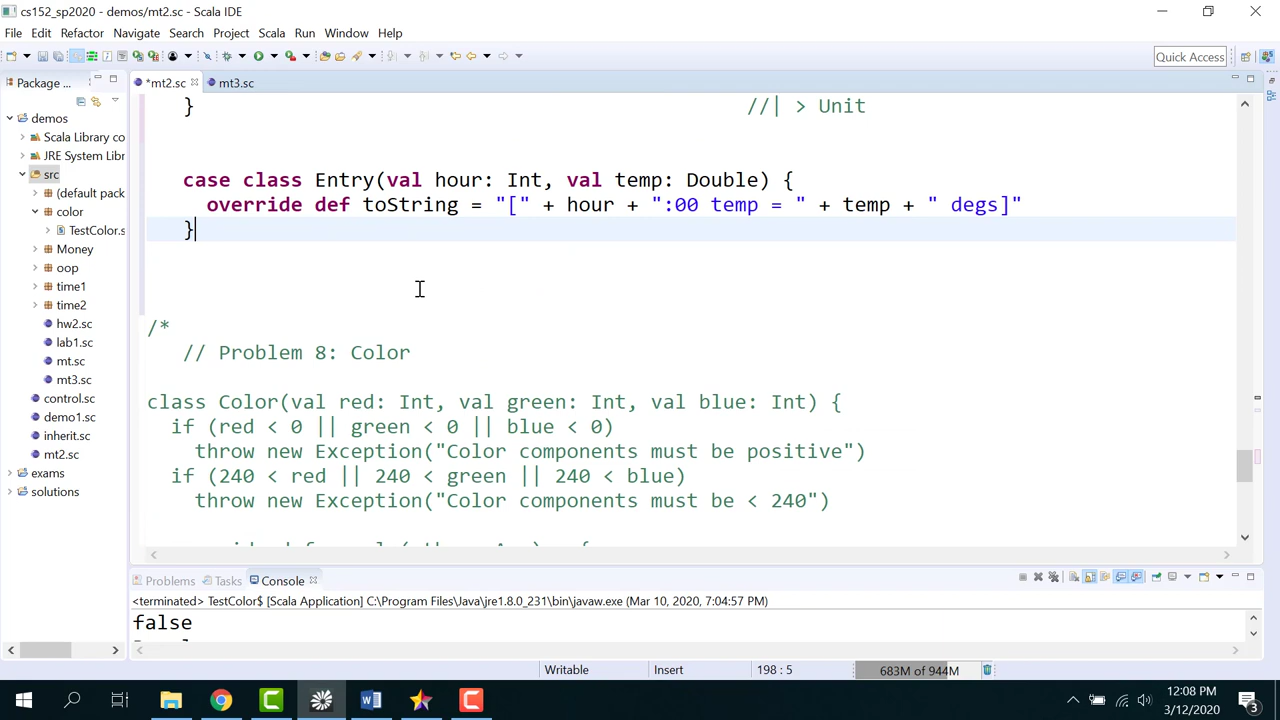 cs152_sp2020 - demos/mt2.sc - Scala IDE
File Edit Refactor Navigate Search Project Scala Run Window Help
Quick Access
Package ...
*mt2.sc
mt3.sc
demos
Scala Library co
JRE System Libr
src
(default pack
color
TestColor.s
Money
oop
time1
time2
hw2.sc
lab1.sc
mt.sc
mt3.sc
control.sc
demo1.sc
inherit.sc
mt2.sc
exams
solutions
} //| > Unit
case class Entry(val hour: Int, val temp: Double) {
override def toString = "[" + hour + ":00 temp = " + temp + " degs]"
}
/*
// Problem 8: Color
class Color(val red: Int, val green: Int, val blue: Int) {
if (red < 0 || green < 0 || blue < 0)
throw new Exception("Color components must be positive")
if (240 < red || 240 < green || 240 < blue)
throw new Exception("Color components must be < 240")
Problems Tasks Console
<terminated> TestColor$ [Scala Application] C:\Program Files\Java\jre1.8.0_231\bin\javaw.exe (Mar 10, 2020, 7:04:57 PM)
false
Writable Insert 198 : 5 683M of 944M
12:08 PM
3/12/2020
3